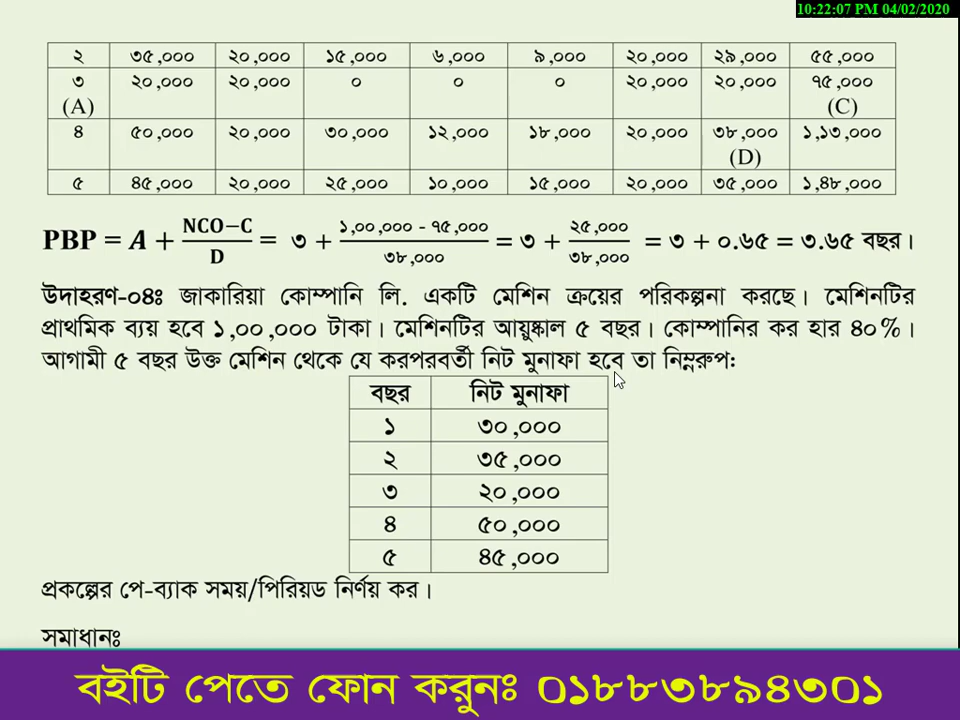 10:22:07 PM 04/02/2020
২ ৩৫,০০০ ২০,০০০ ১৫,০০০ ৬,০০০ ৯,০০০ ২০,০০০ ২৯,০০০ ৫৫,০০০
৩ ২০,০০০ ২০,০০০ ০ ০ ০ ২০,০০০ ২০,০০০ ৭৫,০০০
(A) (C)
৪ ৫০,০০০ ২০,০০০ ৩০,০০০ ১২,০০০ ১৮,০০০ ২০,০০০ ৩৮,০০০ ১,১৩,০০০
(D)
৫ ৪৫,০০০ ২০,০০০ ২৫,০০০ ১০,০০০ ১৫,০০০ ২০,০০০ ৩৫,০০০ ১,৪৮,০০০
PBP = A + NCO−C / D = ৩ + ১,০০,০০০ - ৭৫,০০০ / ৩৮,০০০ = ৩ + ২৫,০০০ / ৩৮,০০০ = ৩ + ০.৬৫ = ৩.৬৫ বছর।
উদাহরণ-০৪ঃ জাকারিয়া কোম্পানি লি. একটি মেশিন ক্রয়ের পরিকল্পনা করছে। মেশিনটির
প্রাথমিক ব্যয় হবে ১,০০,০০০ টাকা। মেশিনটির আয়ুষ্কাল ৫ বছর। কোম্পানির কর হার ৪০%।
আগামী ৫ বছর উক্ত মেশিন থেকে যে করপরবর্তী নিট মুনাফা হবে তা নিম্নরুপঃ
বছর নিট মুনাফা
১ ৩০,০০০
২ ৩৫,০০০
৩ ২০,০০০
৪ ৫০,০০০
৫ ৪৫,০০০
প্রকল্পের পে-ব্যাক সময়/পিরিয়ড নির্ণয় কর।
সমাধানঃ
বইটি পেতে ফোন করুনঃ 0১৮৮৩৮৯৪৩0১